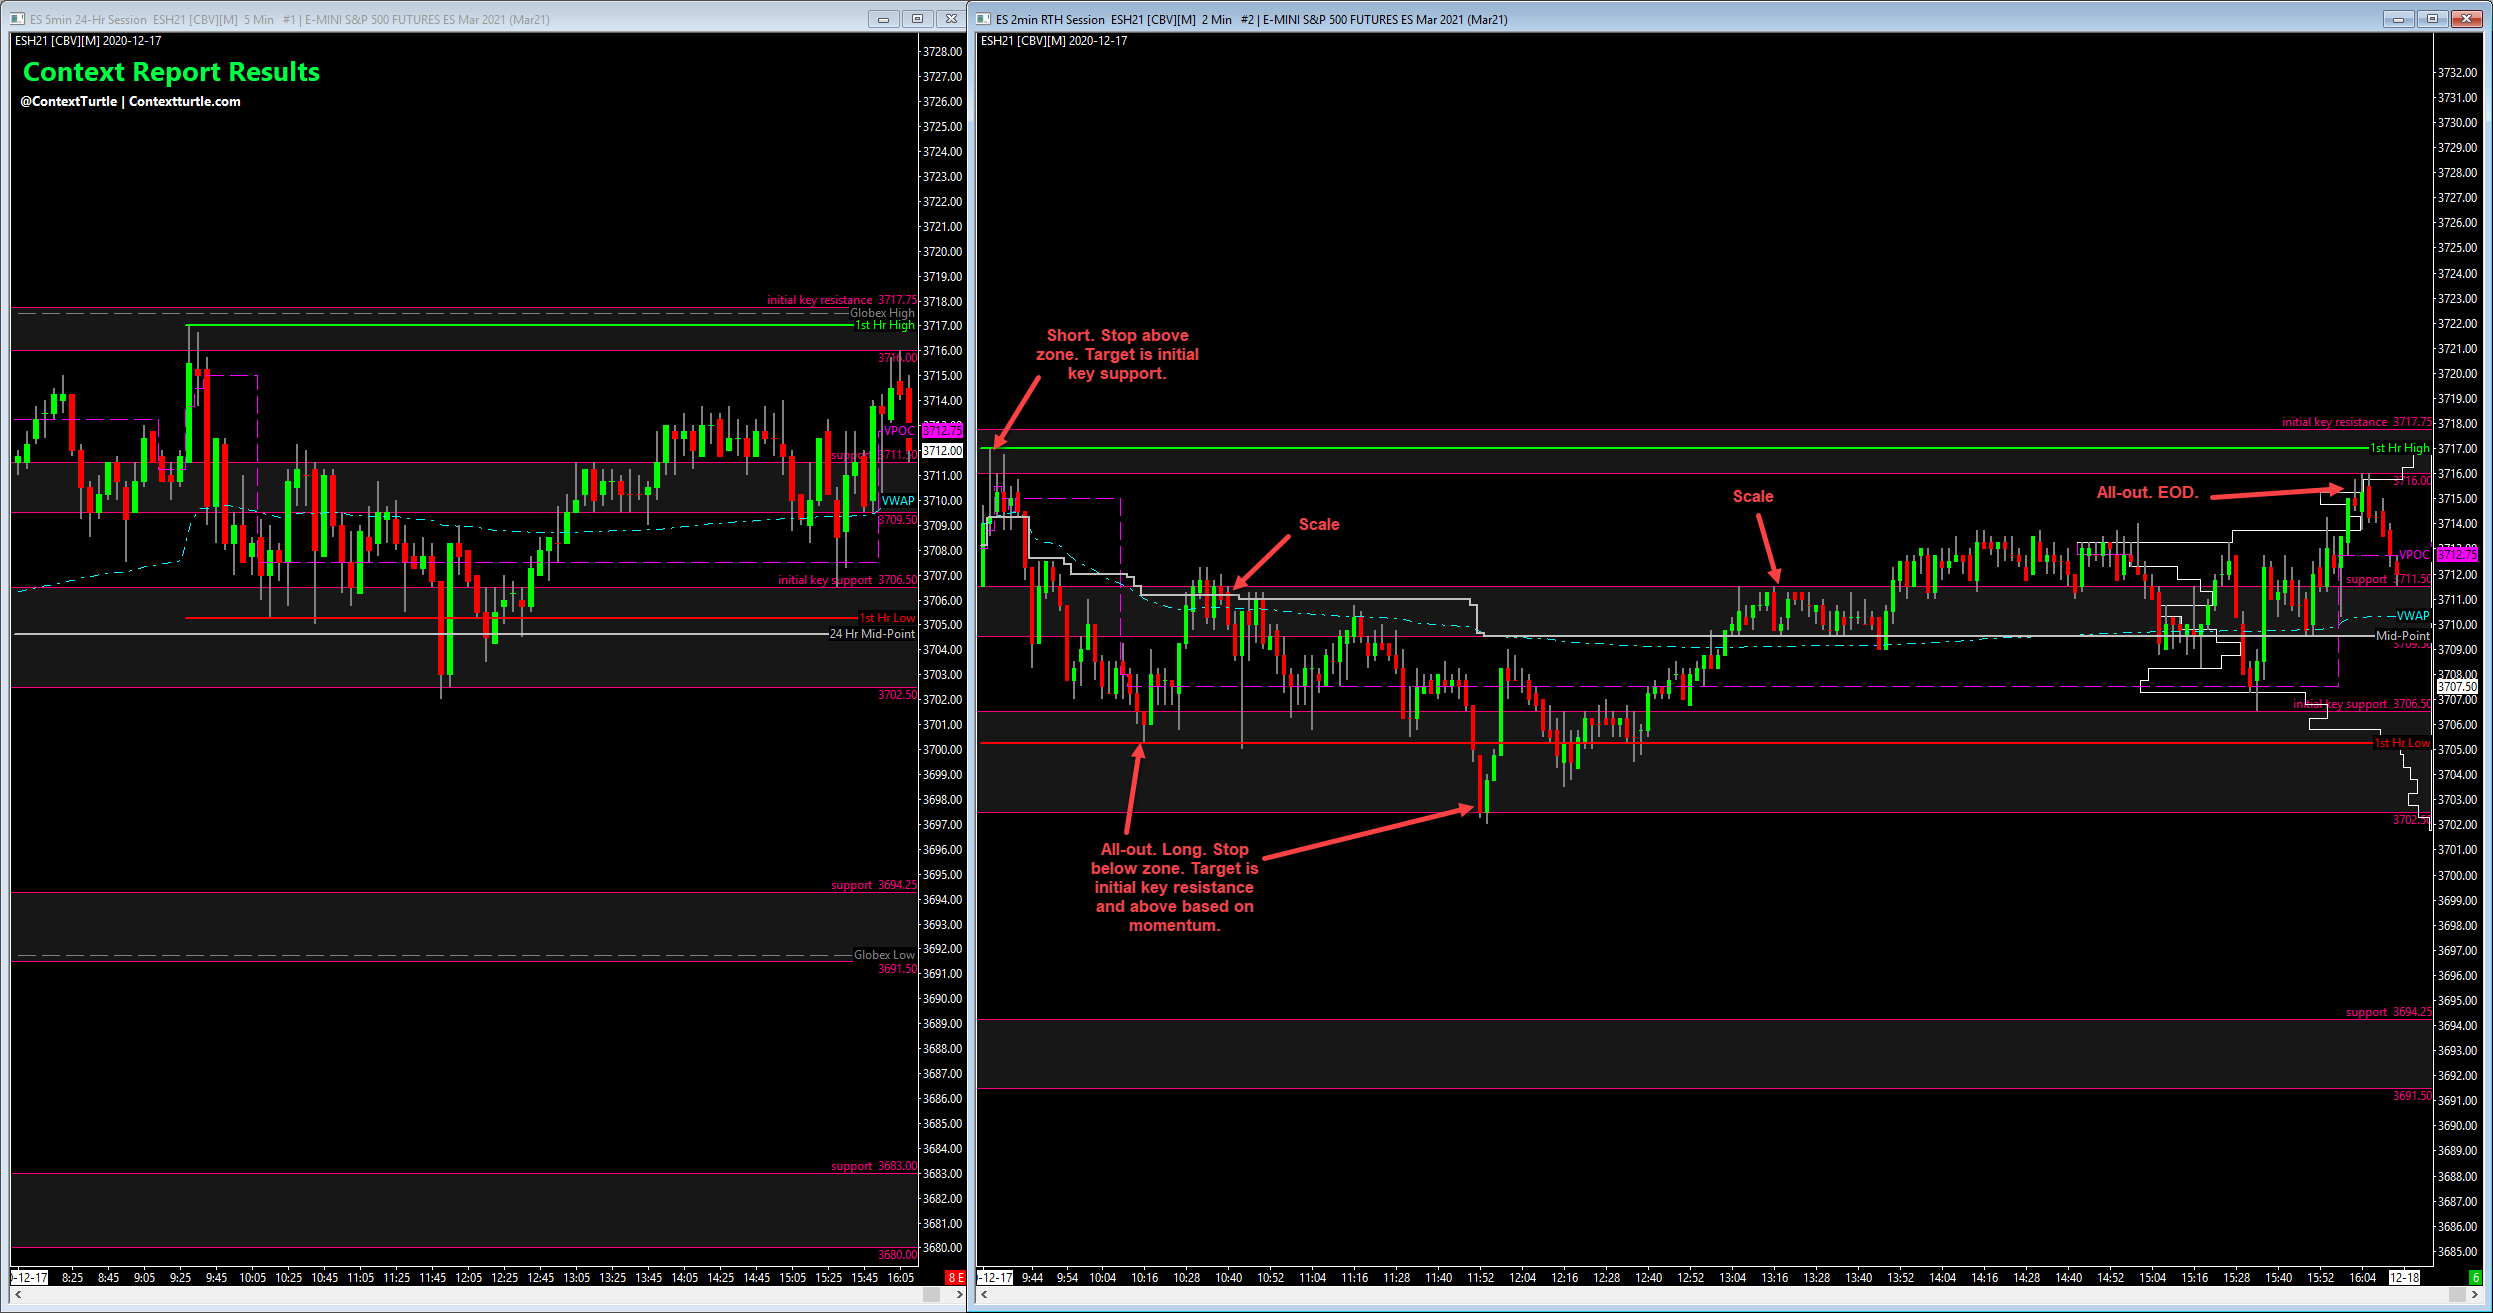 ES 5min 24-Hr Session  ESH21 [CBV][M]  5 Min  #1 | E-MINI S&P 500 FUTURES ES Mar 2021 (Mar21)
ESH21 [CBV][M] 2020-12-17
Context Report Results
@ContextTurtle | Contextturtle.com
initial key resistance  3717.75
Globex High
1st Hr High
3716.00
VPOC
support  3711.50
VWAP
3709.50
initial key support  3706.50
1st Hr Low
24 Hr Mid-Point
3702.50
support  3694.25
Globex Low
3691.50
support  3683.00
3680.00
3728.00
3727.00
3726.00
3725.00
3724.00
3723.00
3722.00
3721.00
3720.00
3719.00
3718.00
3717.00
3716.00
3715.00
3714.00
3712.75
3712.00
3711.00
3710.00
3709.00
3708.00
3707.00
3706.00
3705.00
3704.00
3703.00
3702.00
3701.00
3700.00
3699.00
3698.00
3697.00
3696.00
3695.00
3694.00
3693.00
3692.00
3691.00
3690.00
3689.00
3688.00
3687.00
3686.00
3685.00
3684.00
3683.00
3682.00
3681.00
3680.00
8:25 8:45 9:05 9:25 9:45 10:05 10:25 10:45 11:05 11:25 11:45 12:05 12:25 12:45 13:05 13:25 13:45 14:05 14:25 14:45 15:05 15:25 15:45 16:05 8 E
ES 2min RTH Session  ESH21 [CBV][M]  2 Min  #2 | E-MINI S&P 500 FUTURES ES Mar 2021 (Mar21)
ESH21 [CBV][M] 2020-12-17
Short. Stop above
zone. Target is initial
key support.
Scale
Scale
All-out. EOD.
All-out. Long. Stop
below zone. Target is
initial key resistance
and above based on
momentum.
initial key resistance  3717.75
1st Hr High
3716.00
VPOC
support  3711.50
VWAP
Mid-Point
3709.50
initial key support  3706.50
1st Hr Low
3702.50
support  3694.25
3691.50
3732.00
3731.00
3730.00
3729.00
3728.00
3727.00
3726.00
3725.00
3724.00
3723.00
3722.00
3721.00
3720.00
3719.00
3718.00
3717.00
3716.00
3715.00
3714.00
3712.75
3712.00
3711.00
3710.00
3709.00
3708.00
3707.50
3707.00
3706.00
3705.00
3704.00
3703.00
3702.00
3701.00
3700.00
3699.00
3698.00
3697.00
3696.00
3695.00
3694.00
3693.00
3692.00
3691.00
3690.00
3689.00
3688.00
3687.00
3686.00
3685.00
-12-17 9:44 9:54 10:04 10:16 10:28 10:40 10:52 11:04 11:16 11:28 11:40 11:52 12:04 12:16 12:28 12:40 12:52 13:04 13:16 13:28 13:40 13:52 14:04 14:16 14:28 14:40 14:52 15:04 15:16 15:28 15:40 15:52 16:04 12-18 6